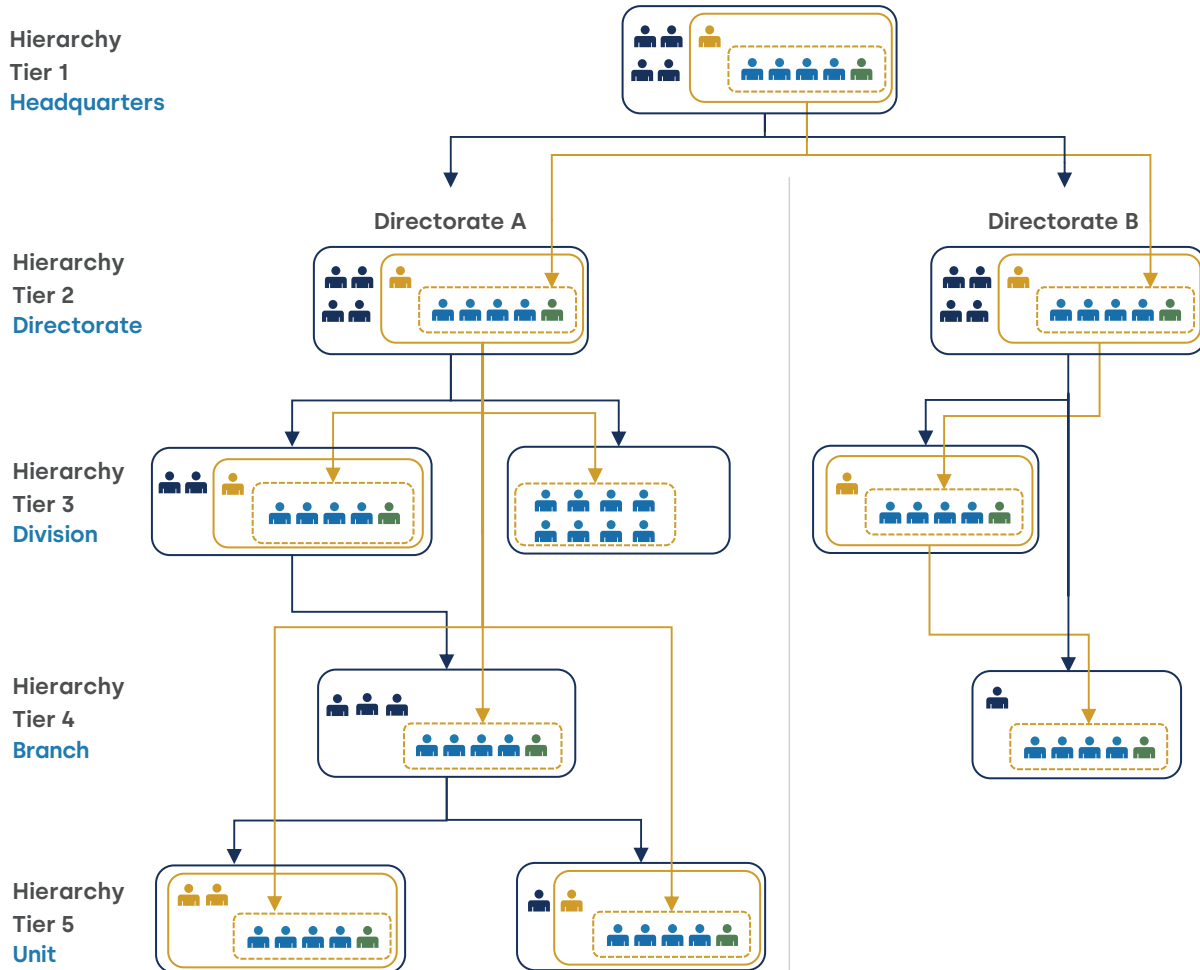 Hierarchy
Tier 1
Headquarters
Directorate A
Directorate B
Hierarchy
Tier 2
Directorate
Hierarchy
Tier 3
Division
Hierarchy
Tier 4
Branch
Hierarchy
Tier 5
Unit